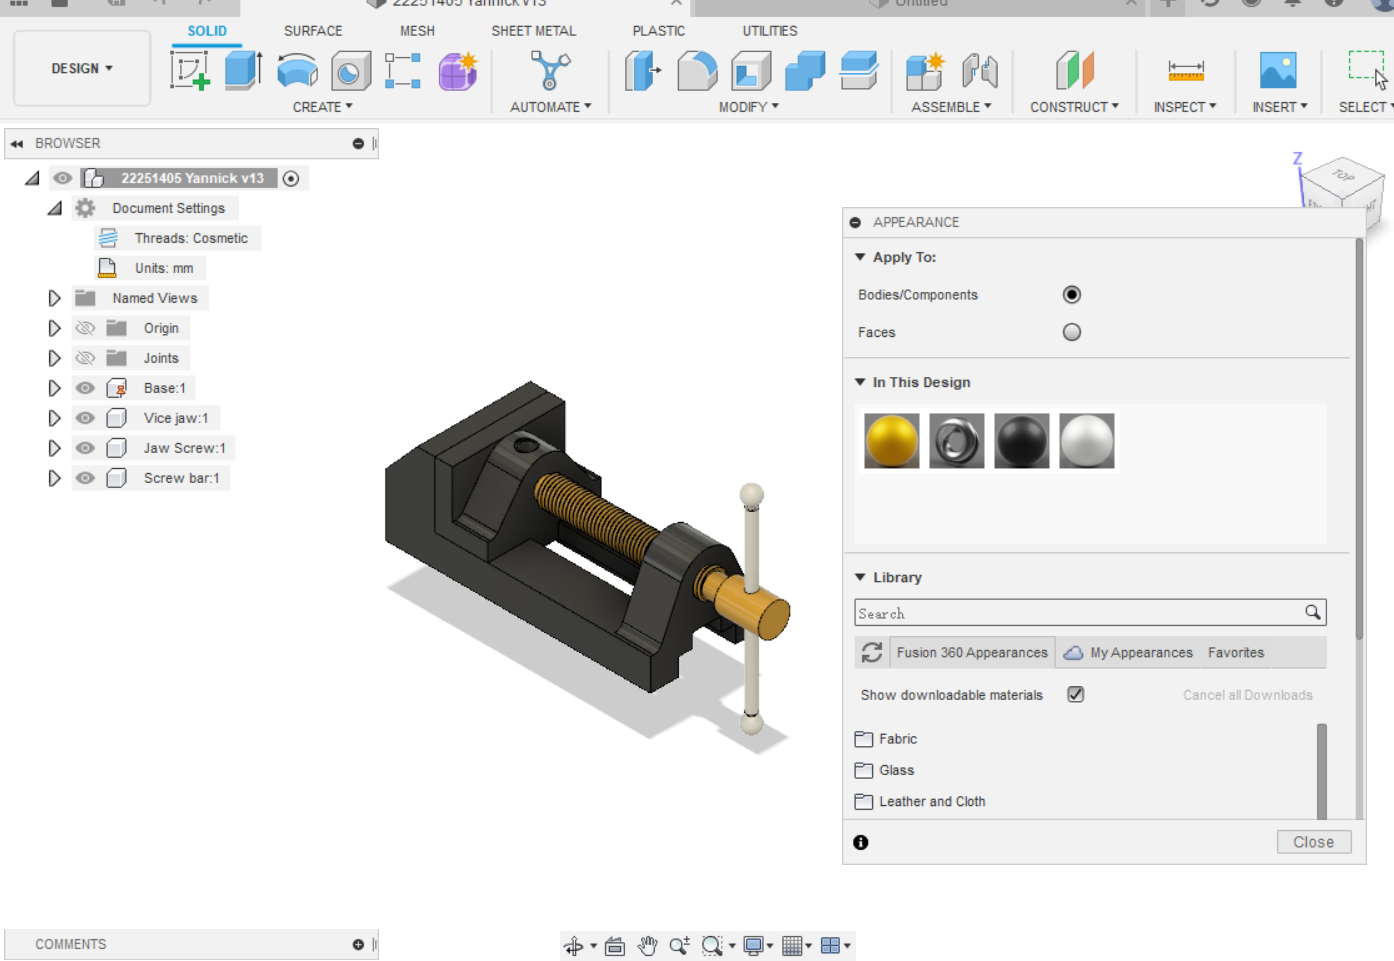 22251405 Yannick v13
Untitled
SOLID SURFACE MESH SHEET METAL PLASTIC UTILITIES
DESIGN
CREATE AUTOMATE MODIFY ASSEMBLE CONSTRUCT INSPECT INSERT SELECT
BROWSER
22251405 Yannick v13
Document Settings
Threads: Cosmetic
Units: mm
Named Views
Origin
Joints
Base:1
Vice jaw:1
Jaw Screw:1
Screw bar:1
Z
TOP
APPEARANCE
Apply To:
Bodies/Components
Faces
In This Design
Library
Search
Fusion 360 Appearances My Appearances Favorites
Show downloadable materials Cancel all Downloads
Fabric
Glass
Leather and Cloth
Close
COMMENTS